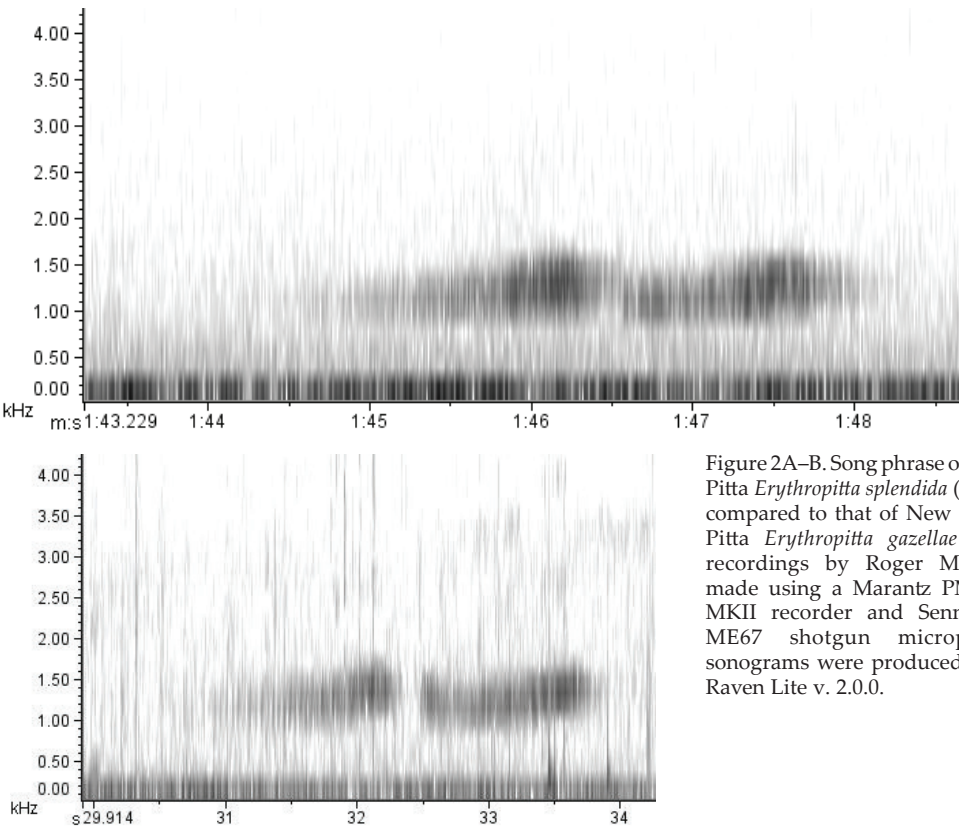 4.00
3.50
3.00
2.50
2.00
1.50
1.00
0.50
0.00
kHz
m:s 1:43.229 1:44 1:45 1:46 1:47 1:48
4.00
3.50
3.00
2.50
2.00
1.50
1.00
0.50
0.00
kHz
s 29.914 31 32 33 34
Figure 2A–B. Song phrase o
Pitta Erythropitta splendida (
compared to that of New
Pitta Erythropitta gazellae
recordings by Roger M
made using a Marantz PM
MKII recorder and Senn
ME67 shotgun microp
sonograms were produced
Raven Lite v. 2.0.0.